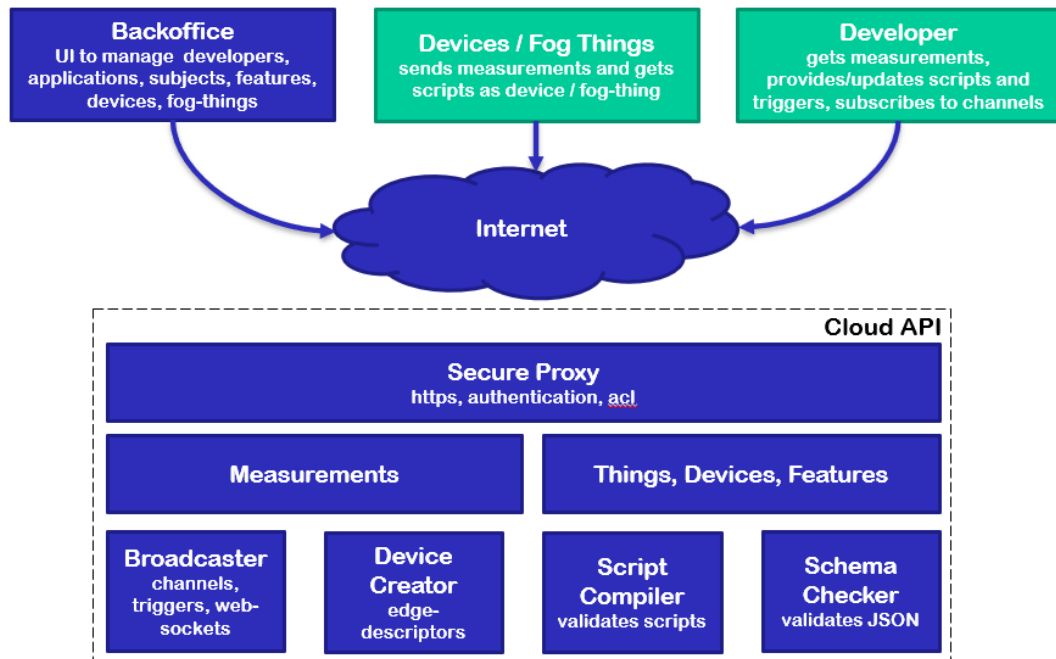 Backoffice
UI to manage developers,
applications, subjects, features,
devices, fog-things
Devices / Fog Things
sends measurements and gets
scripts as device / fog-thing
Developer
gets measurements,
provides/updates scripts and
triggers, subscribes to channels
Internet
Cloud API
Secure Proxy
https, authentication, acl
Measurements
Things, Devices, Features
Broadcaster
channels,
triggers, web-
sockets
Device
Creator
edge-
descriptors
Script
Compiler
validates scripts
Schema
Checker
validates JSON